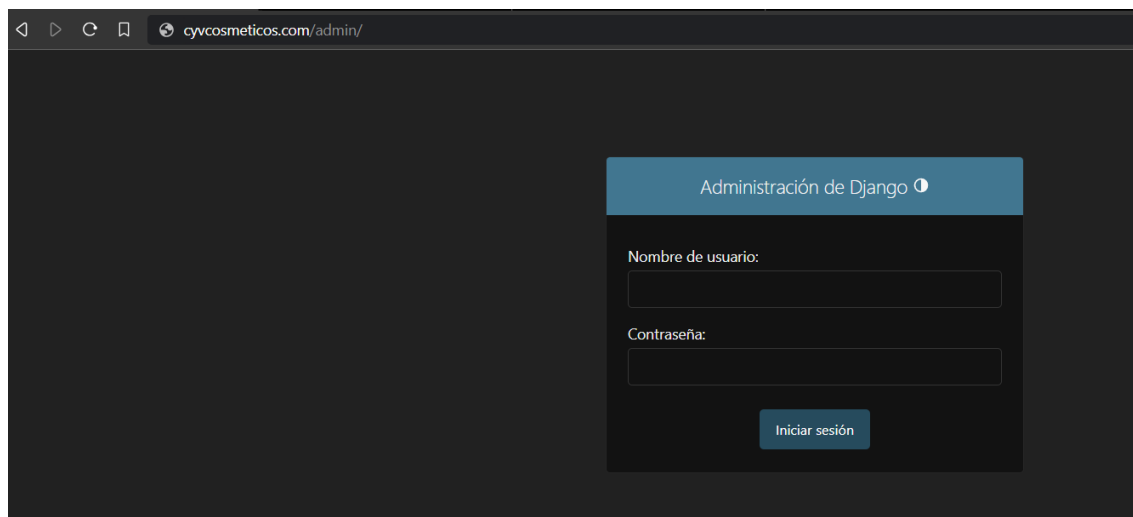 cyvcosmeticos.com/admin/
Administración de Django
Nombre de usuario:
Contraseña:
Iniciar sesión